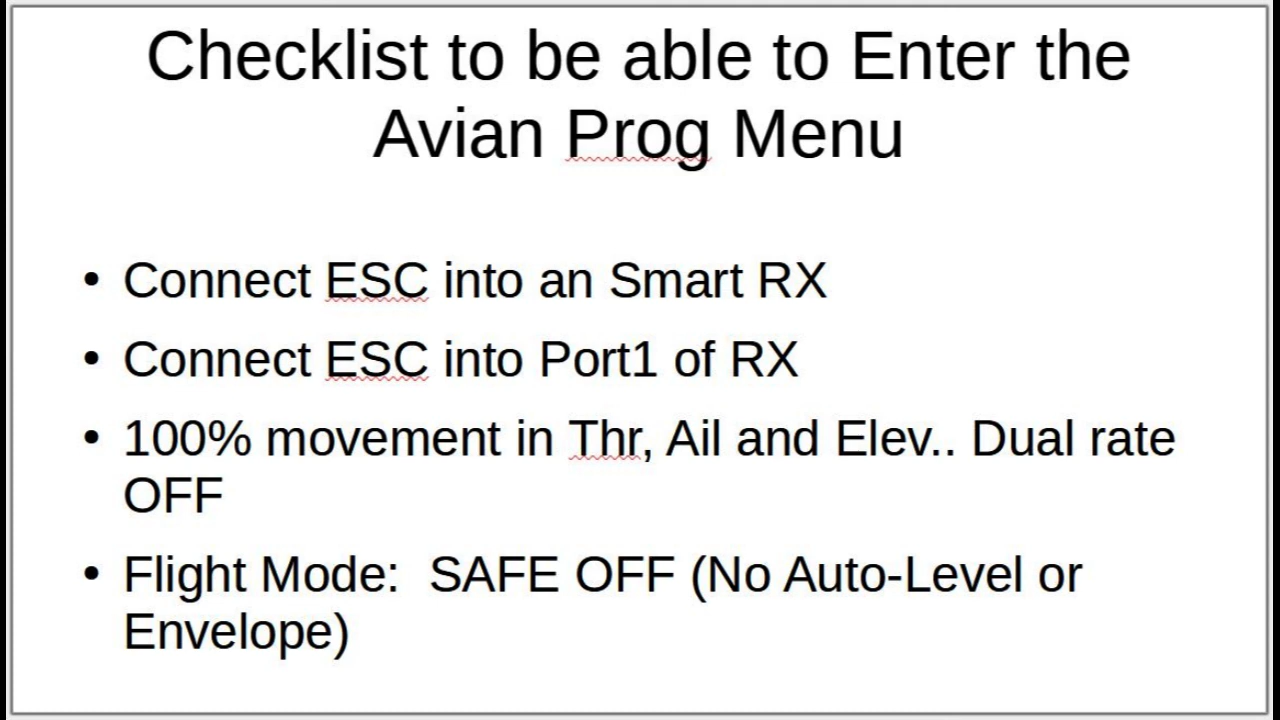 Checklist to be able to Enter the
Avian Prog Menu
• Connect ESC into an Smart RX
• Connect ESC into Port1 of RX
• 100% movement in Thr, Ail and Elev.. Dual rate
OFF
• Flight Mode:  SAFE OFF (No Auto-Level or
Envelope)